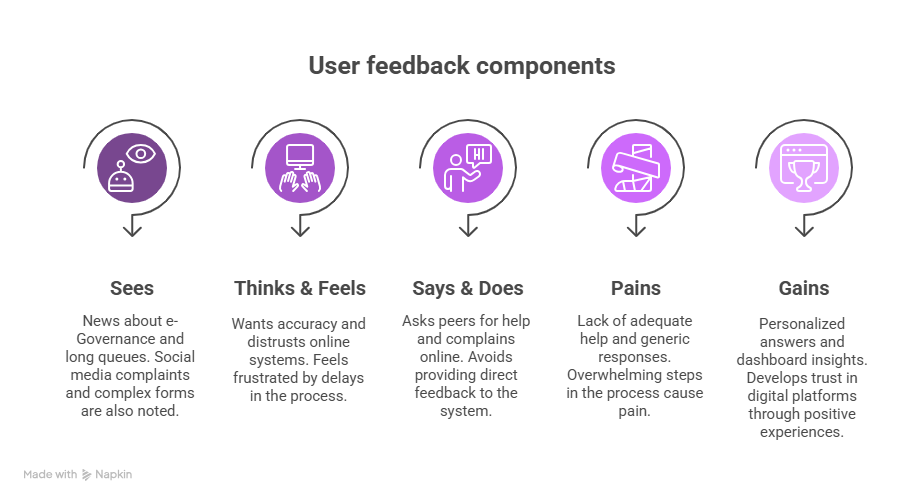 User feedback components
HI
Sees
News about e-
Governance and
long queues. Social
media complaints
and complex forms
are also noted.
Thinks & Feels
Wants accuracy and
distrusts online
systems. Feels
frustrated by delays
in the process.
Says & Does
Asks peers for help
and complains
online. Avoids
providing direct
feedback to the
system.
Pains
Lack of adequate
help and generic
responses.
Overwhelming steps
in the process cause
pain.
Gains
Personalized
answers and
dashboard insights.
Develops trust in
digital platforms
through positive
experiences.
Made with Napkin